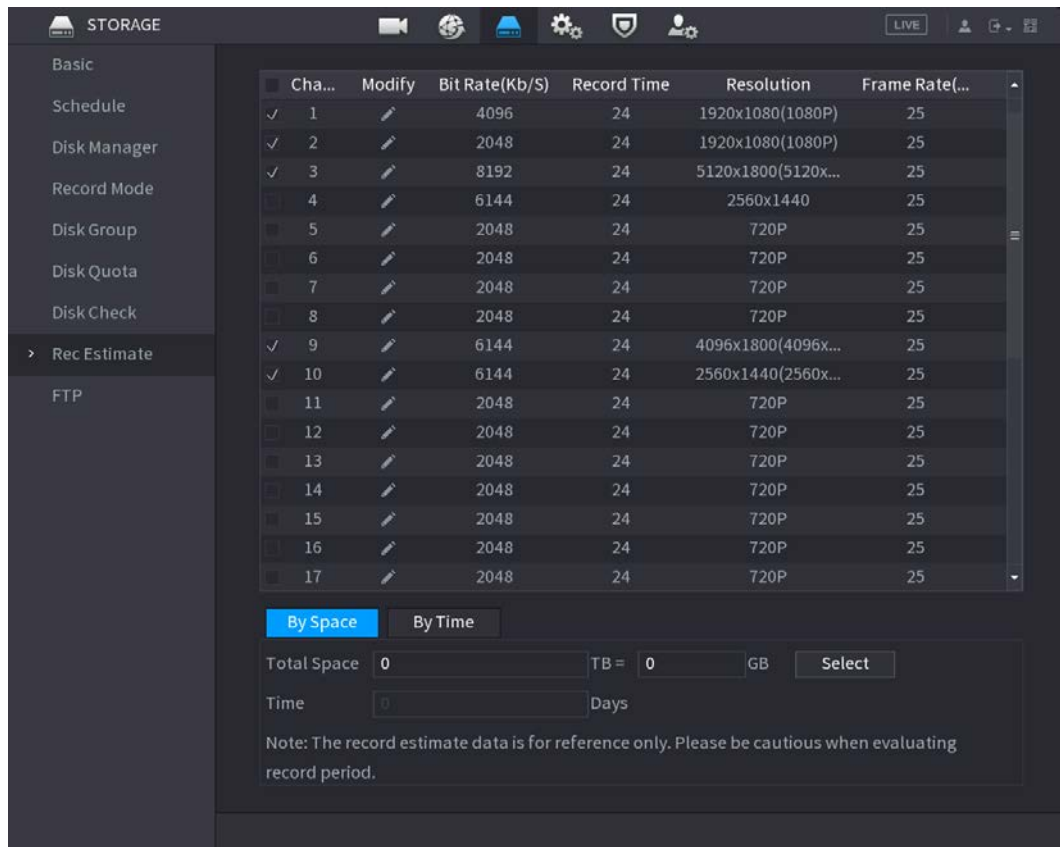 STORAGE LIVE
Basic
Schedule
Disk Manager
Record Mode
Disk Group
Disk Quota
Disk Check
Rec Estimate
FTP
Cha... Modify Bit Rate(Kb/S) Record Time Resolution Frame Rate(...
1 4096 24 1920x1080(1080P) 25
2 2048 24 1920x1080(1080P) 25
3 8192 24 5120x1800(5120x... 25
4 6144 24 2560x1440 25
5 2048 24 720P 25
6 2048 24 720P 25
7 2048 24 720P 25
8 2048 24 720P 25
9 6144 24 4096x1800(4096x... 25
10 6144 24 2560x1440(2560x... 25
11 2048 24 720P 25
12 2048 24 720P 25
13 2048 24 720P 25
14 2048 24 720P 25
15 2048 24 720P 25
16 2048 24 720P 25
17 2048 24 720P 25
By Space By Time
Total Space 0 TB = 0 GB Select
Time 0 Days
Note: The record estimate data is for reference only. Please be cautious when evaluating
record period.